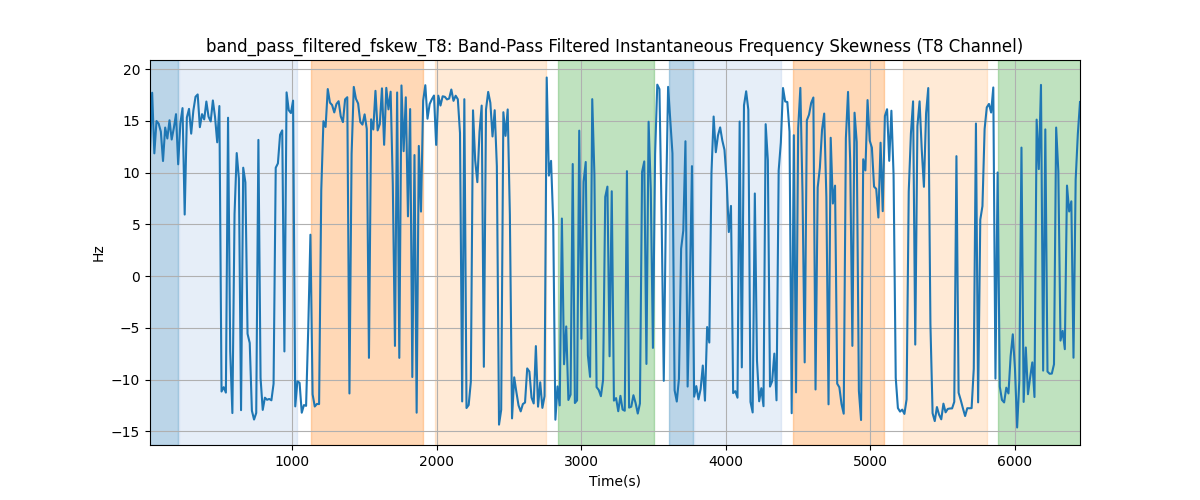 band_pass_filtered_fskew_T8: Band-Pass Filtered Instantaneous Frequency Skewness (T8 Channel)
20
15
10
5
0
−5
−10
−15
Hz
1000 2000 3000 4000 5000 6000
Time(s)